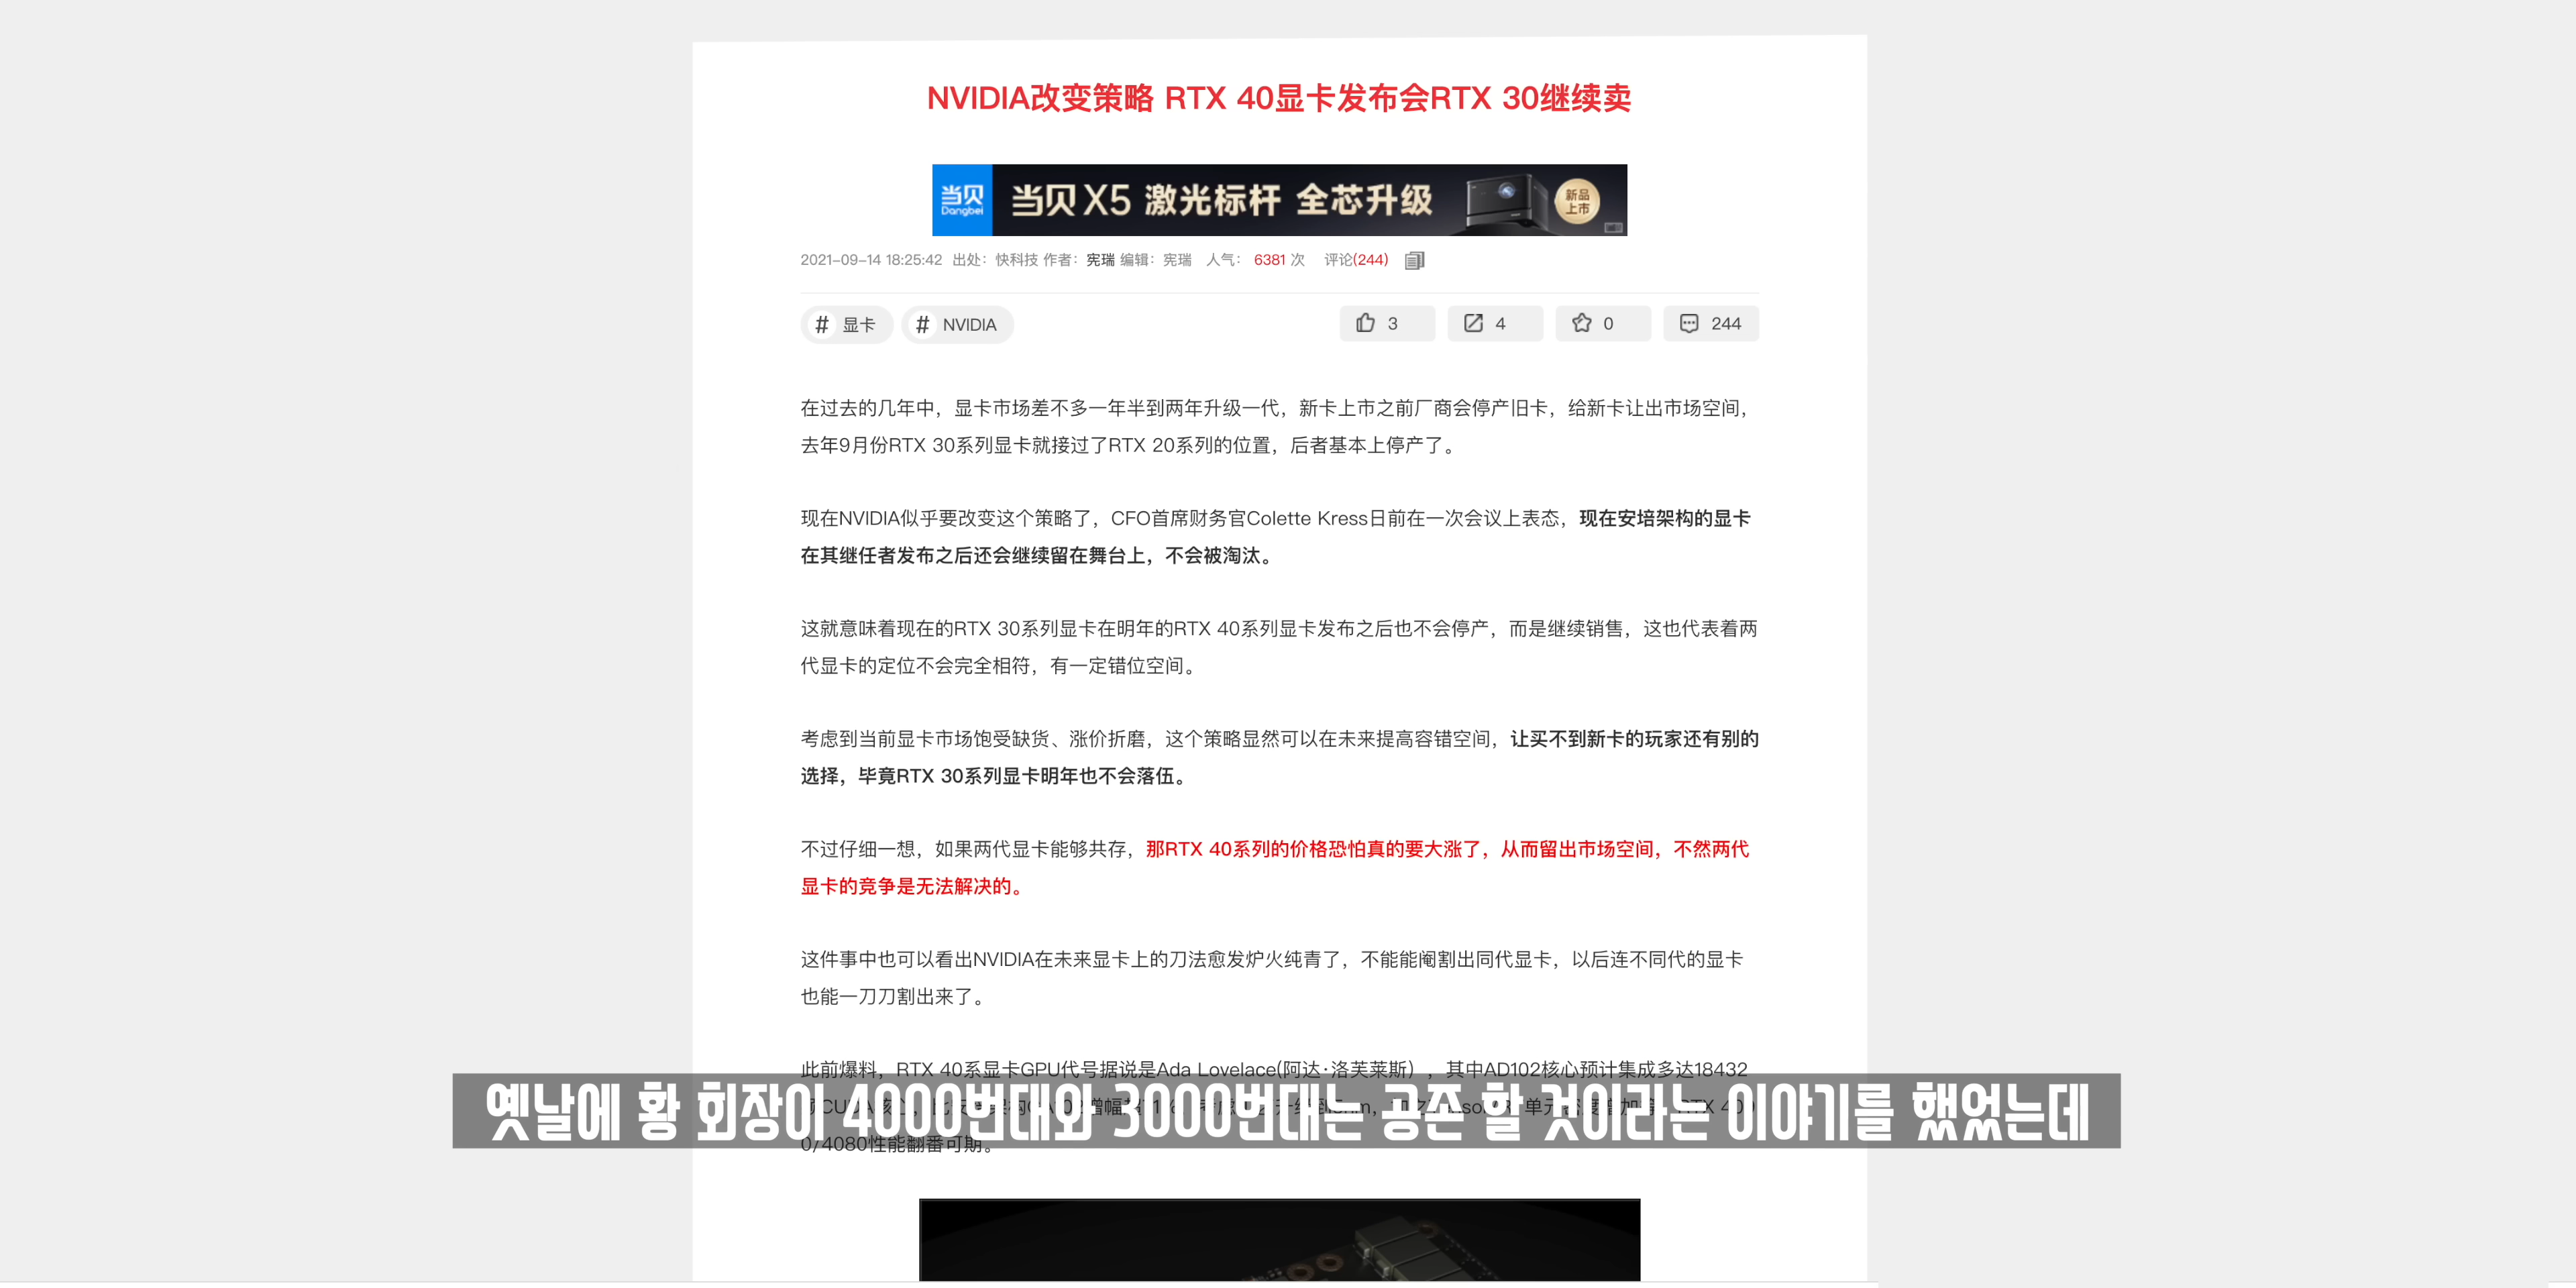 NVIDIA改变策略 RTX 40显卡发布会RTX 30继续卖
当贝 Dangbei 当贝 X5 激光标杆 全芯升级 新品上市
2021-09-14 18:25:42 出处：快科技 作者：宪瑞 编辑：宪瑞 人气： 6381 次 评论(244)
# 显卡 # NVIDIA 3 4 0 244
在过去的几年中，显卡市场差不多一年半到两年升级一代，新卡上市之前厂商会停产旧卡，给新卡让出市场空间，
去年9月份RTX 30系列显卡就接过了RTX 20系列的位置，后者基本上停产了。
现在NVIDIA似乎要改变这个策略了，CFO首席财务官Colette Kress日前在一次会议上表态，现在安培架构的显卡
在其继任者发布之后还会继续留在舞台上，不会被淘汰。
这就意味着现在的RTX 30系列显卡在明年的RTX 40系列显卡发布之后也不会停产，而是继续销售，这也代表着两
代显卡的定位不会完全相符，有一定错位空间。
考虑到当前显卡市场饱受缺货、涨价折磨，这个策略显然可以在未来提高容错空间，让买不到新卡的玩家还有别的
选择，毕竟RTX 30系列显卡明年也不会落伍。
不过仔细一想，如果两代显卡能够共存，那RTX 40系列的价格恐怕真的要大涨了，从而留出市场空间，不然两代
显卡的竞争是无法解决的。
这件事中也可以看出NVIDIA在未来显卡上的刀法愈发炉火纯青了，不能能阉割出同代显卡，以后连不同代的显卡
也能一刀刀割出来了。
此前爆料，RTX 40系显卡GPU代号据说是Ada Lovelace(阿达·洛芙莱斯），其中AD102核心预计集成多达18432
옛날에 황 회장이 4000번대와 3000번대는 공존 할 것이라는 이야기를 했었는데
0/4080性能翻番可期。